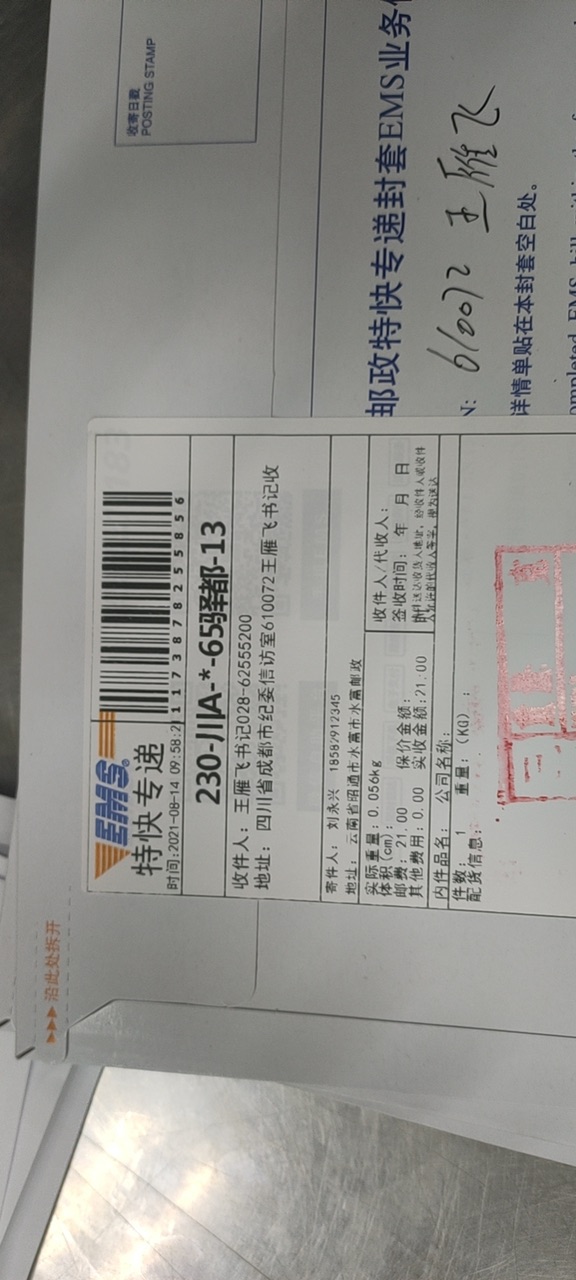 收寄日戳
POSTING STAMP
邮政特快专递封套EMS业务
N: 610072 王雁飞
详情单贴在本封套空白处。
沿此处拆开
EMS
特快专递
时间:2021-08-14 09:58:2
1173878255856
230-川A-*-65驿都-13
收件人: 王雁飞书记028-62555200
地址: 四川省成都市纪委信访室610072王雁飞书记收
寄件人: 刘永兴 18587912345
地址: 云南省昭通市水富市水富邮政
实际重量: 0.056kg
体积(cm):
邮费: 21.00 保价金额:
其他费用: 0.00 实收金额:21.00
收件人/代收人:
签收时间: 年 月 日
内件品名: 公司名称:
件数: 1 重量: (KG) :
配货信息: